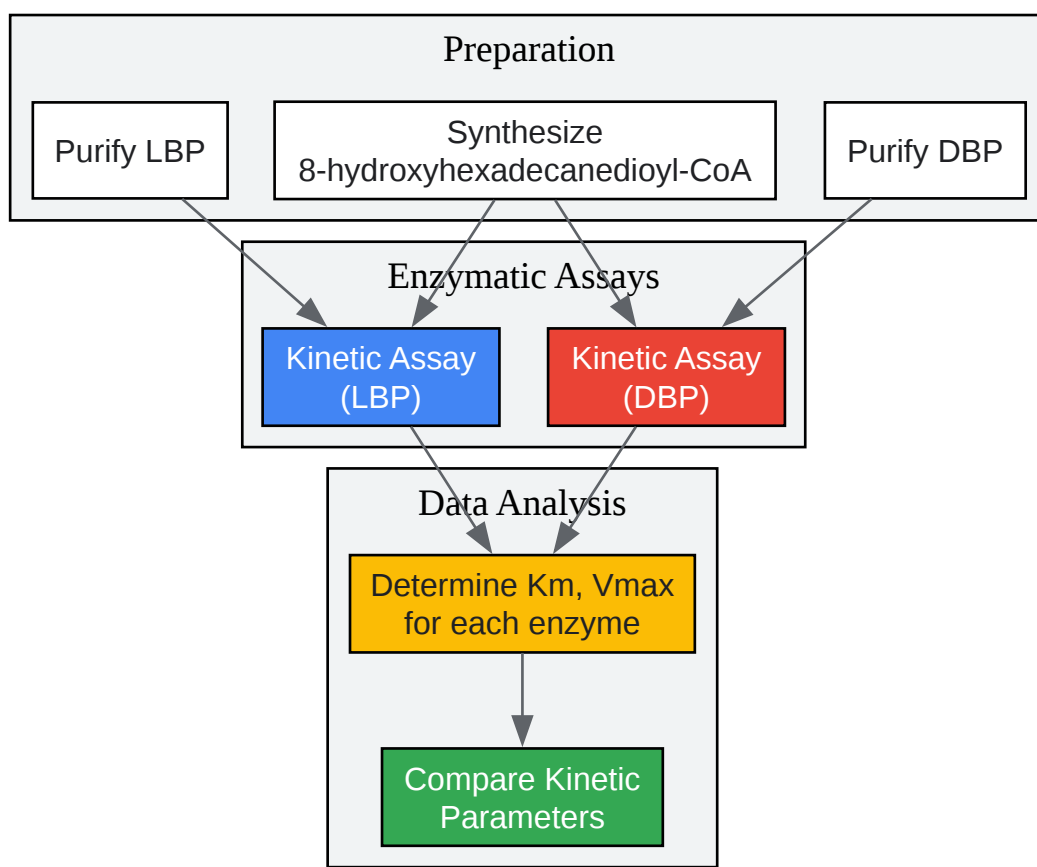 Preparation
Purify LBP
Synthesize
8-hydroxyhexadecanedioyl-CoA
Purify DBP
Enzymatic Assays
Kinetic Assay
(LBP)
Kinetic Assay
(DBP)
Data Analysis
Determine Km, Vmax
for each enzyme
Compare Kinetic
Parameters